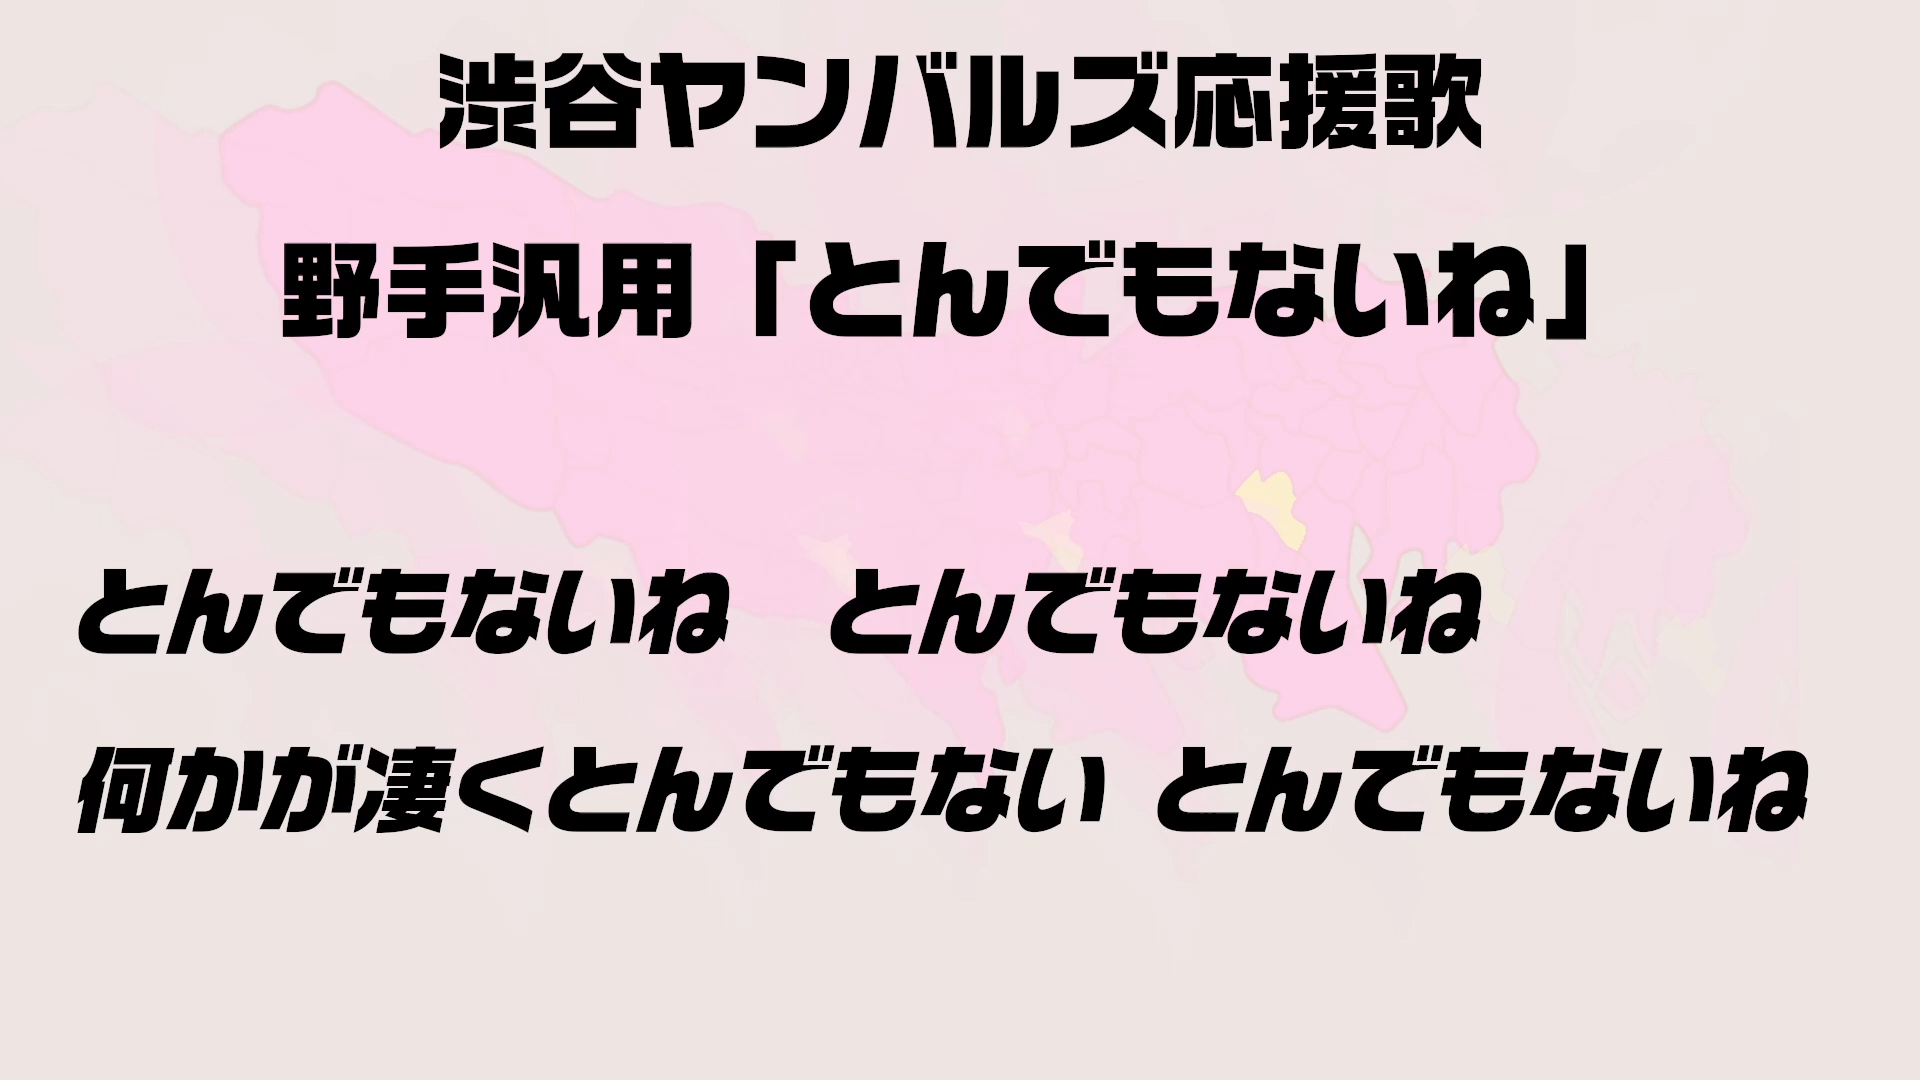 渋谷ヤンバルズ応援歌
野手汎用「とんでもないね」
とんでもないね　とんでもないね
何かが凄くとんでもない とんでもないね